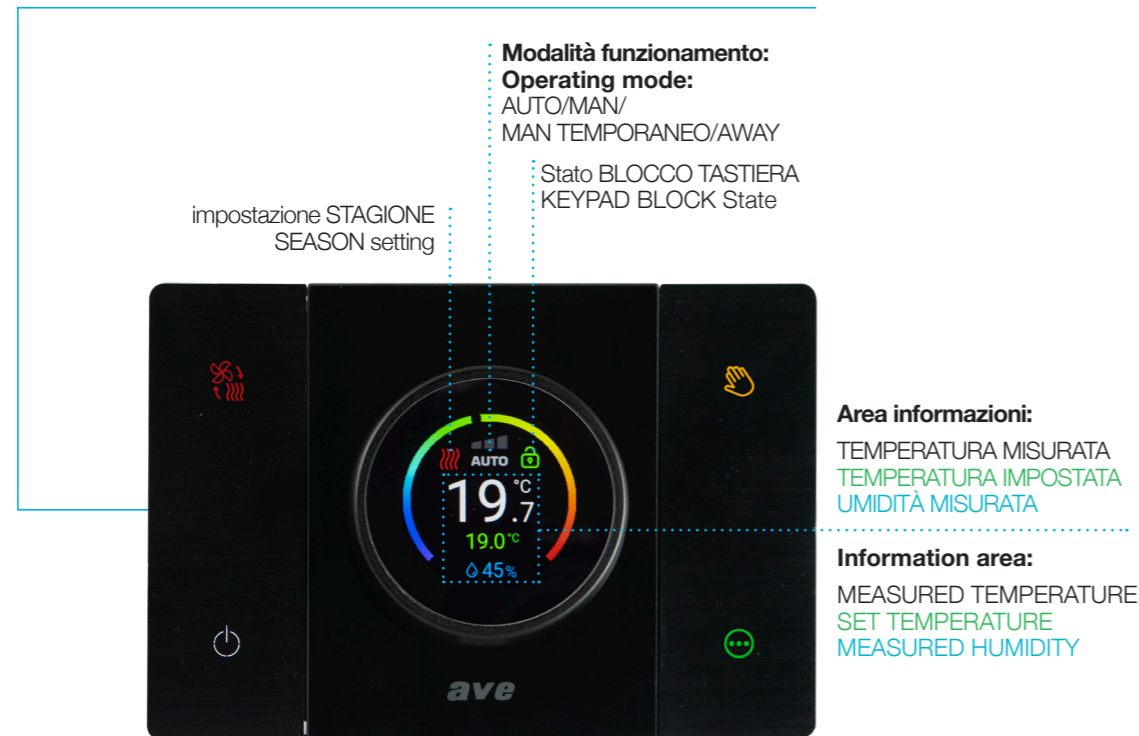 Modalità funzionamento:
Operating mode:
AUTO/MAN/
MAN TEMPORANEO/AWAY
Stato BLOCCO TASTIERA
KEYPAD BLOCK State
impostazione STAGIONE
SEASON setting
AUTO
19.7 °C
19.0 °C
45%
ave
Area informazioni:
TEMPERATURA MISURATA
TEMPERATURA IMPOSTATA
UMIDITÀ MISURATA
Information area:
MEASURED TEMPERATURE
SET TEMPERATURE
MEASURED HUMIDITY